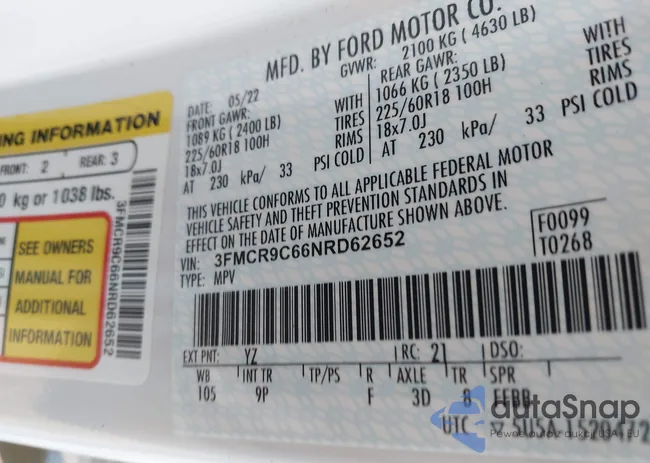 MFD. BY FORD MOTOR CO.
DATE: 05/22
GVWR: 2100 KG ( 4630 LB)
FRONT GAWR:
1089 KG ( 2400 LB)
225/60R18 100H
18x7.0J
AT 230 kPa/ 33 PSI COLD
WITH
TIRES
RIMS
REAR GAWR:
1066 KG ( 2350 LB)
225/60R18 100H
18x7.0J
AT 230 kPa/ 33 PSI COLD
WITH
TIRES
RIMS
THIS VEHICLE CONFORMS TO ALL APPLICABLE FEDERAL MOTOR
VEHICLE SAFETY AND THEFT PREVENTION STANDARDS IN
EFFECT ON THE DATE OF MANUFACTURE SHOWN ABOVE.
VIN: 3FMCR9C66NRD62652
TYPE: MPV
F0099
T0268
EXT PNT: YZ RC: 21 DSO:
WB INT TR TP/PS R AXLE TR SPR
105 9P F 3D 8 EEBB
UTC
NG INFORMATION
FRONT: 2 REAR: 3
0 kg or 1038 lbs.
SEE OWNERS
MANUAL FOR
ADDITIONAL
INFORMATION
3FMCR9C66NRD62652
autaSnap